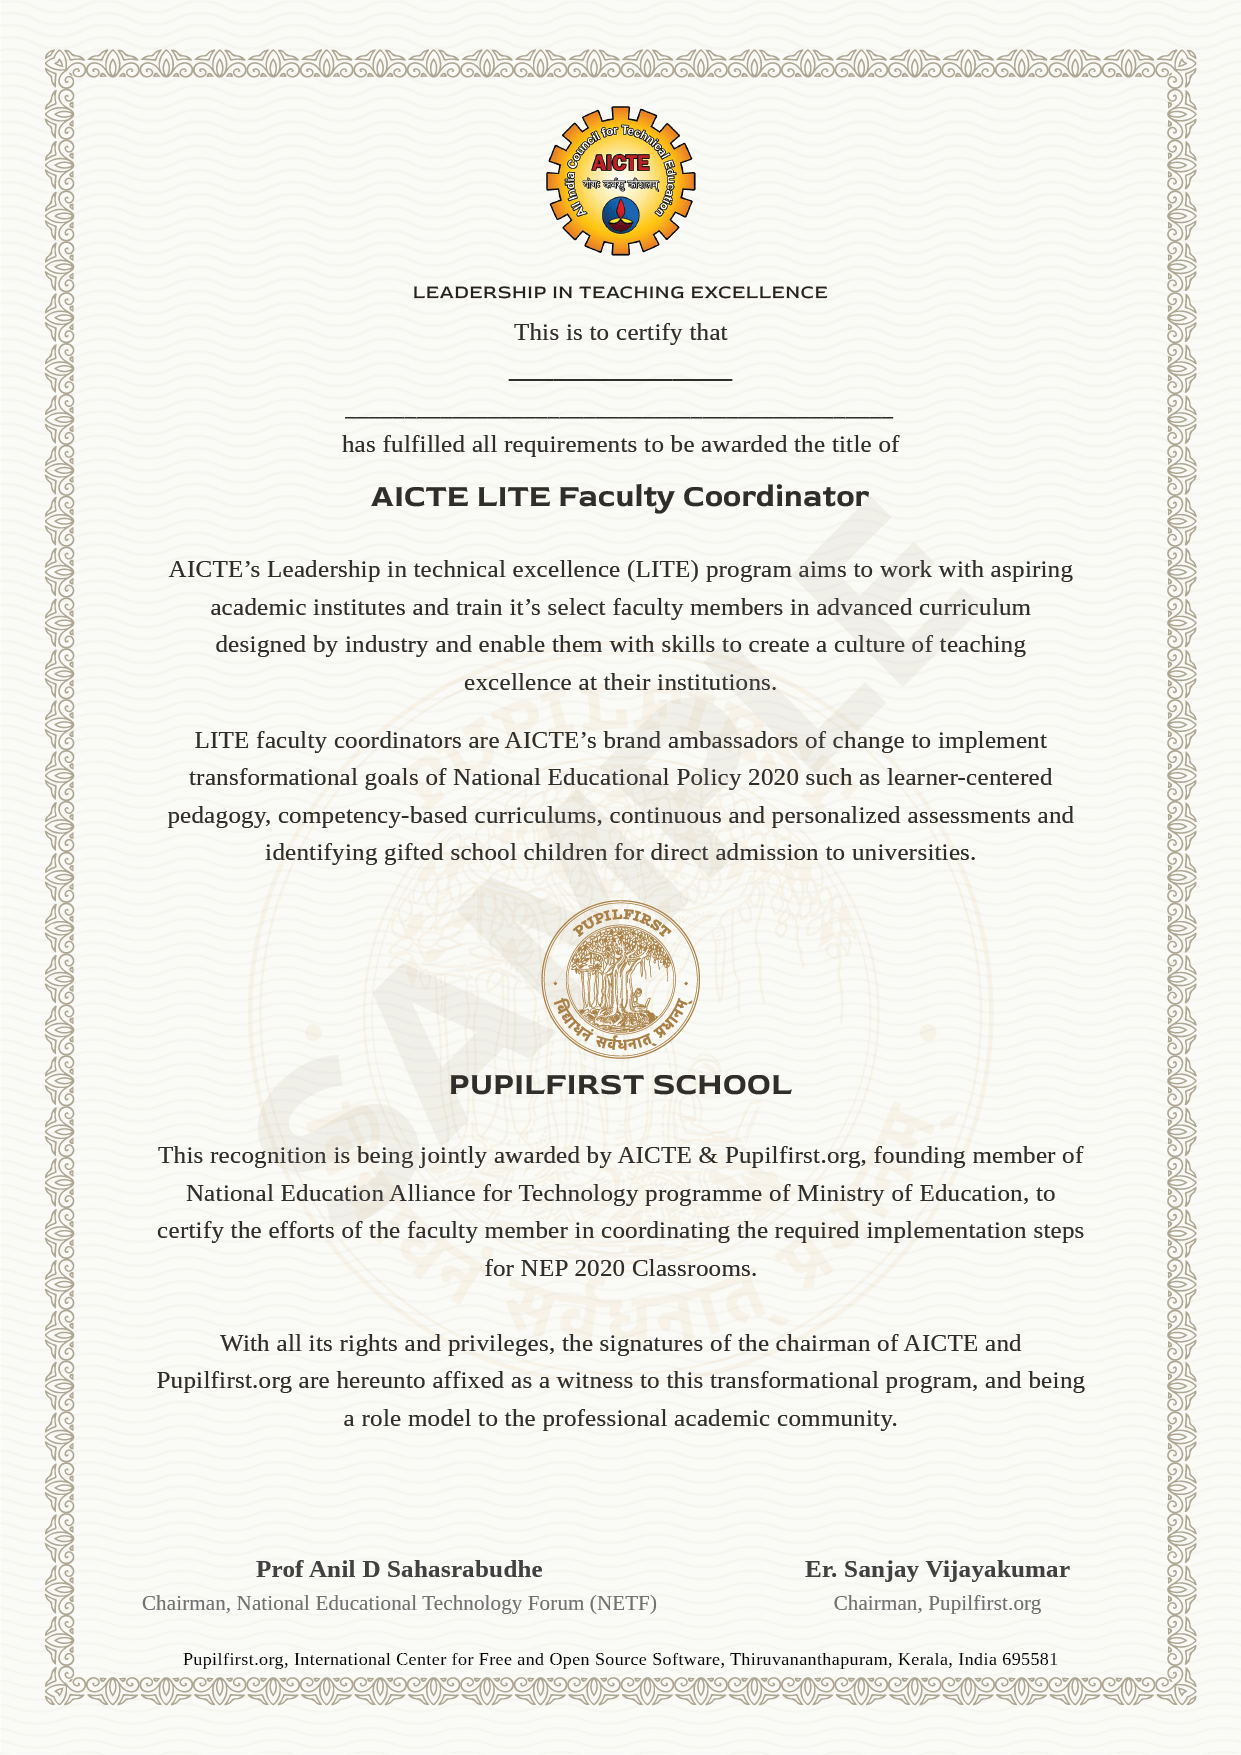 All India Council for Technical Education
AICTE
योगः कर्मसु कौशलम्
LEADERSHIP IN TEACHING EXCELLENCE
This is to certify that
has fulfilled all requirements to be awarded the title of
AICTE LITE Faculty Coordinator
AICTE’s Leadership in technical excellence (LITE) program aims to work with aspiring
academic institutes and train it’s select faculty members in advanced curriculum
designed by industry and enable them with skills to create a culture of teaching
excellence at their institutions.
LITE faculty coordinators are AICTE’s brand ambassadors of change to implement
transformational goals of National Educational Policy 2020 such as learner-centered
pedagogy, competency-based curriculums, continuous and personalized assessments and
identifying gifted school children for direct admission to universities.
SAMPLE
PUPILFIRST
विद्याधनं सर्वधनात् प्रधानम्
PUPILFIRST SCHOOL
This recognition is being jointly awarded by AICTE & Pupilfirst.org, founding member of
National Education Alliance for Technology programme of Ministry of Education, to
certify the efforts of the faculty member in coordinating the required implementation steps
for NEP 2020 Classrooms.
With all its rights and privileges, the signatures of the chairman of AICTE and
Pupilfirst.org are hereunto affixed as a witness to this transformational program, and being
a role model to the professional academic community.
Prof Anil D Sahasrabudhe
Chairman, National Educational Technology Forum (NETF)
Er. Sanjay Vijayakumar
Chairman, Pupilfirst.org
Pupilfirst.org, International Center for Free and Open Source Software, Thiruvananthapuram, Kerala, India 695581